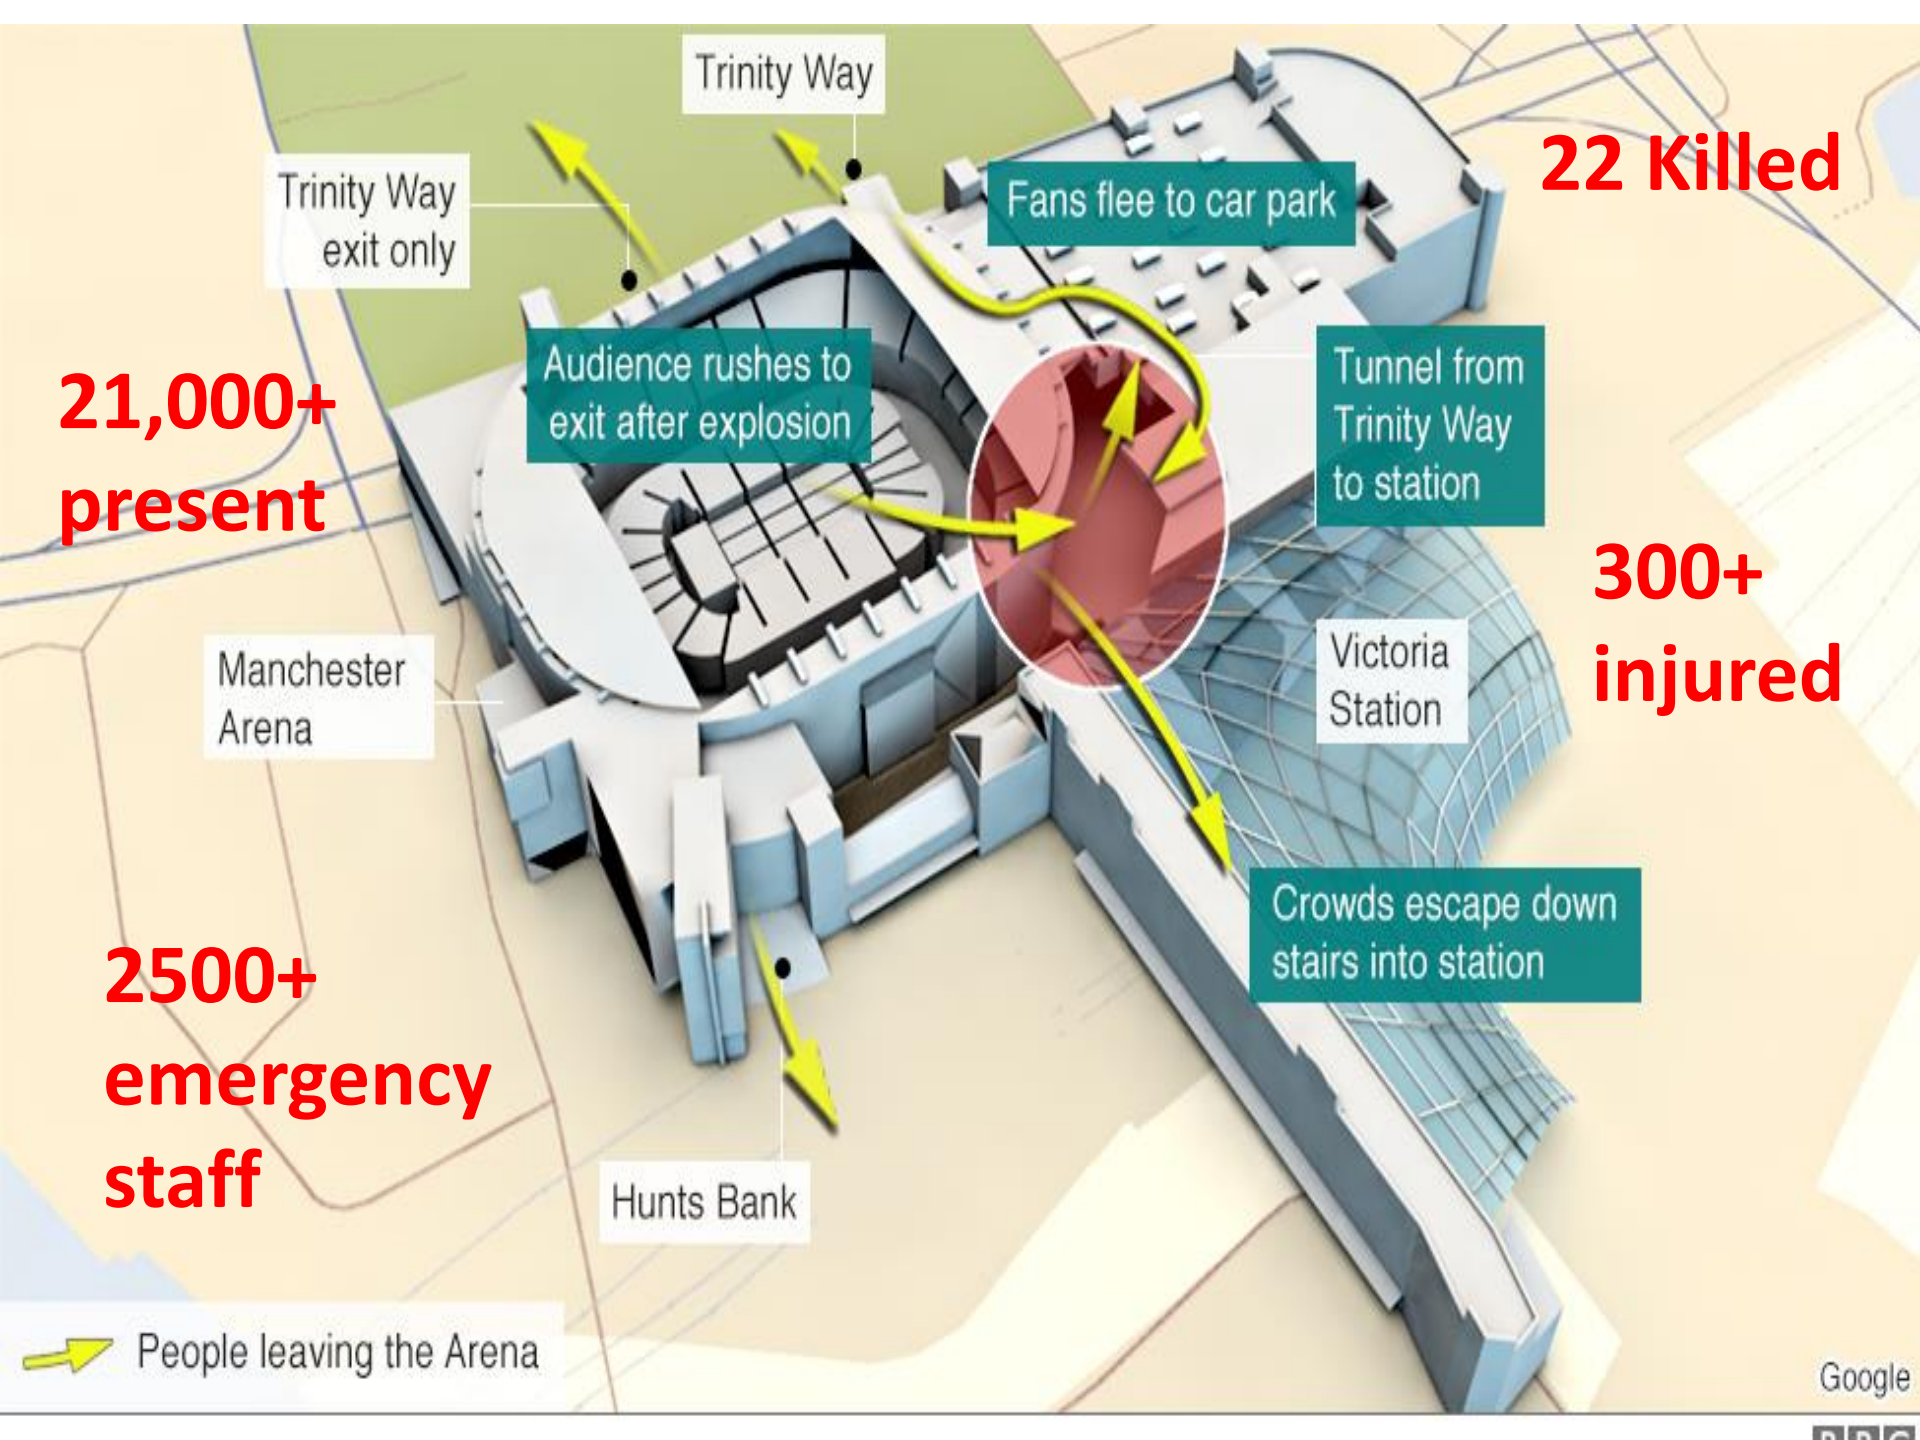 Trinity Way
22 Killed
Trinity Way
exit only
Fans flee to car park
21,000+
present
Audience rushes to
exit after explosion
Tunnel from
Trinity Way
to station
300+
injured
Manchester
Arena
Victoria
Station
Crowds escape down
stairs into station
2500+
emergency
staff
Hunts Bank
People leaving the Arena
Google